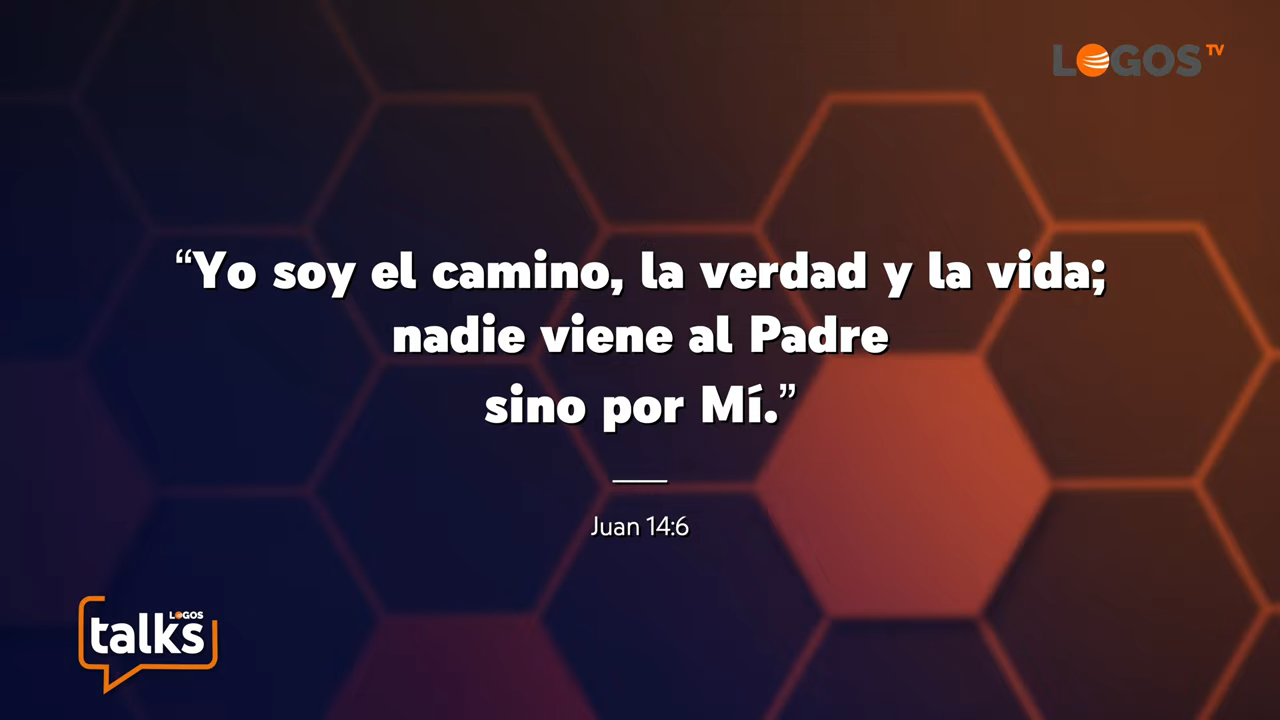 LOGOS TV
“Yo soy el camino, la verdad y la vida;
nadie viene al Padre
sino por Mí.”
Juan 14:6
LOGOS
talks